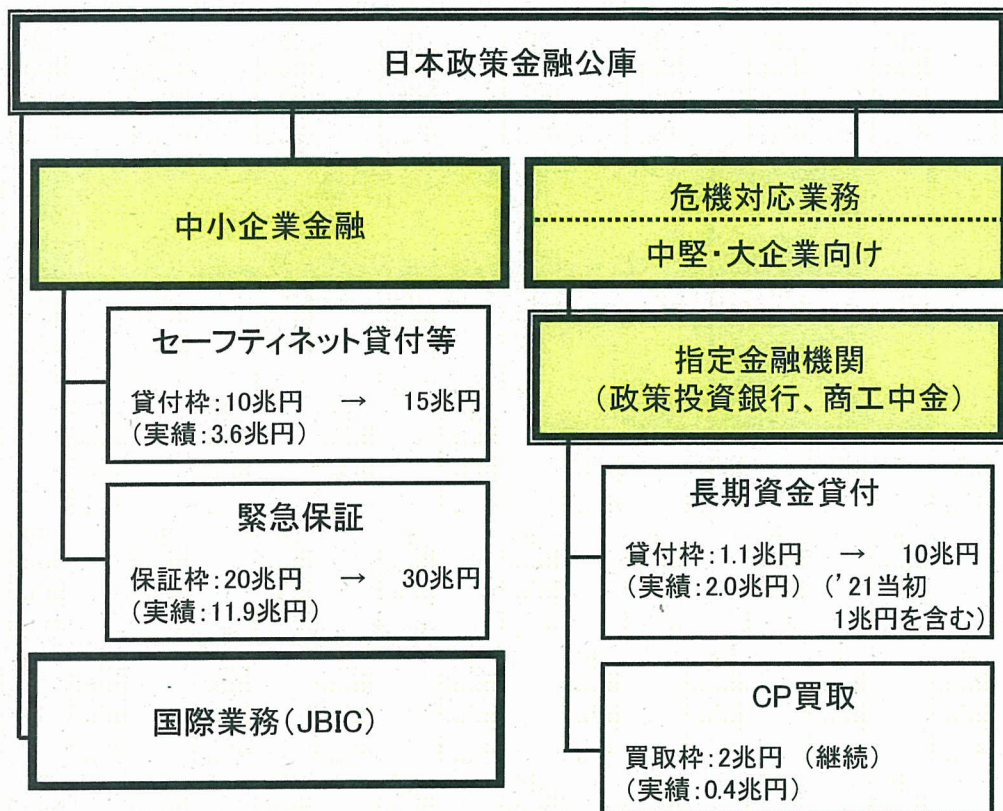 日本政策金融公庫
中小企業金融
セーフティネット貸付等
貸付枠:10兆円 → 15兆円
(実績:3.6兆円)
緊急保証
保証枠:20兆円 → 30兆円
(実績:11.9兆円)
国際業務(JBIC)
危機対応業務
中堅・大企業向け
指定金融機関
(政策投資銀行、商工中金)
長期資金貸付
貸付枠:1.1兆円 → 10兆円
(実績:2.0兆円) ('21当初
1兆円を含む)
CP買取
買取枠:2兆円 (継続)
(実績:0.4兆円)